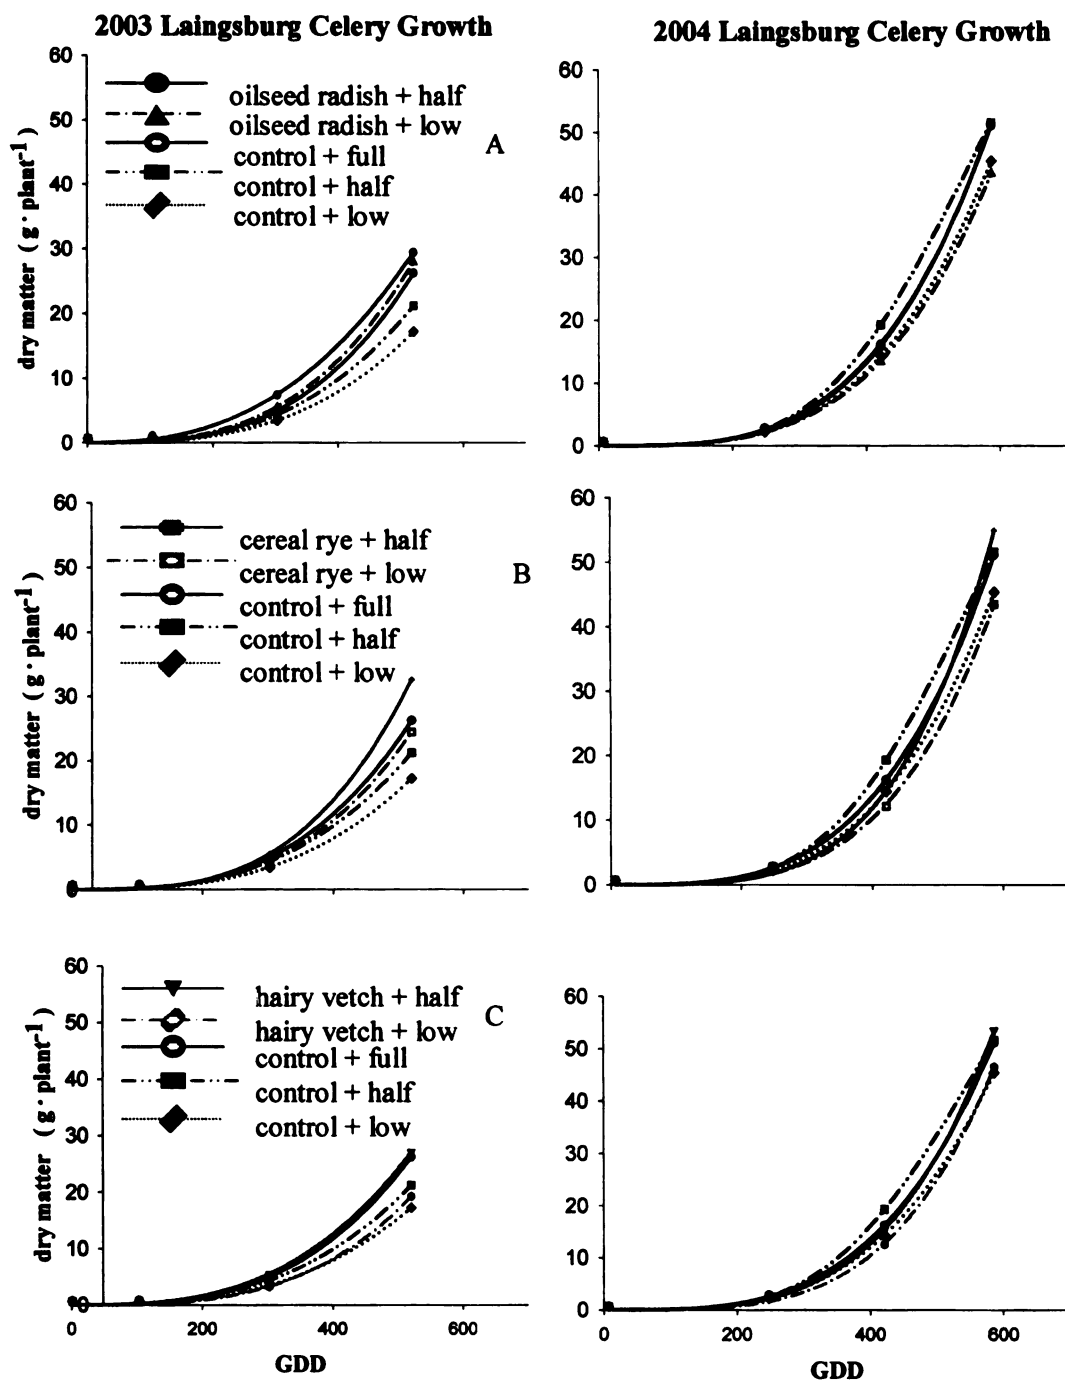 2003 Laingsburg Celery Growth
2004 Laingsburg Celery Growth
60
50
40
30
20
10
0
dry matter (g · plant-1)
oilseed radish + half
oilseed radish + low
control + full
control + half
control + low
A
60
50
40
30
20
10
0
60
50
40
30
20
10
0
dry matter (g · plant-1)
cereal rye + half
cereal rye + low
control + full
control + half
control + low
B
60
50
40
30
20
10
0
60
50
40
30
20
10
0
dry matter (g · plant-1)
hairy vetch + half
hairy vetch + low
control + full
control + half
control + low
C
0 200 400 600
GDD
60
50
40
30
20
10
0
0 200 400 600
GDD